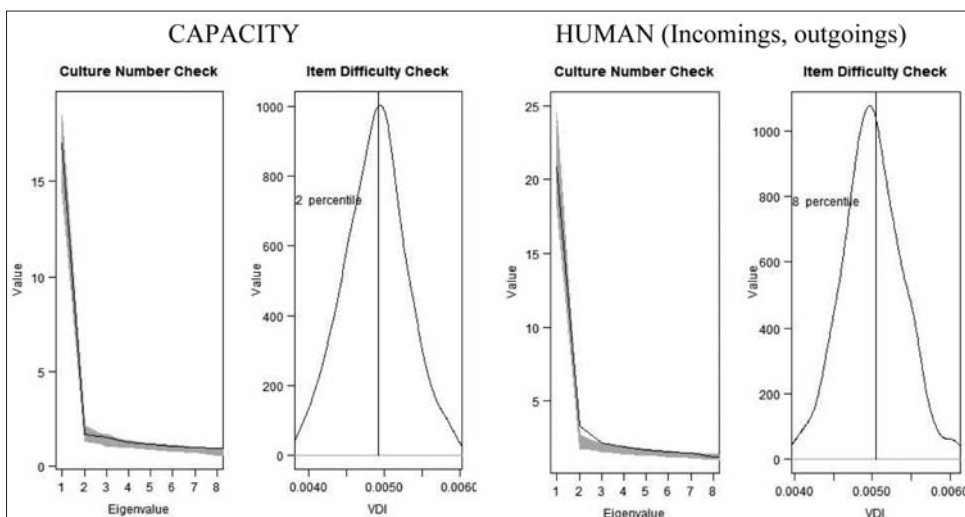 CAPACITY
HUMAN (Incomings, outgoings)
Culture Number Check
Item Difficulty Check
Culture Number Check
Item Difficulty Check
Value
15
10
5
0
1 2 3 4 5 6 7 8
Eigenvalue
Value
1000
800
600
400
200
0
2 percentile
0.0040 0.0050 0.0060
VDI
Value
25
20
15
10
5
1 2 3 4 5 6 7 8
Eigenvalue
Value
1000
800
600
400
200
0
8 percentile
0.0040 0.0050 0.0060
VDI